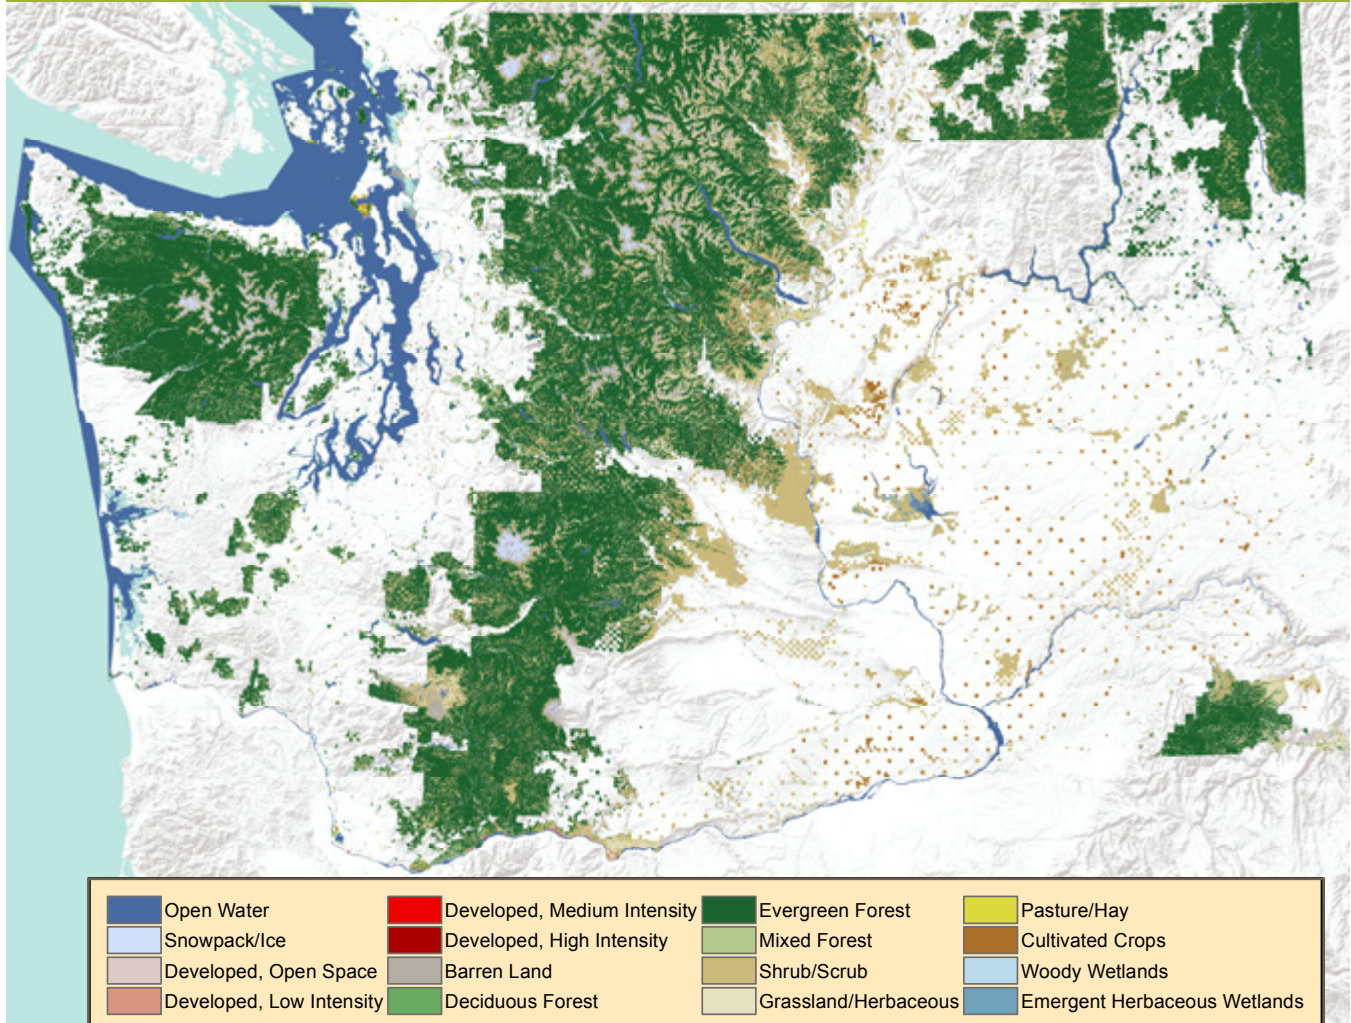 Open Water
Snowpack/Ice
Developed, Open Space
Developed, Low Intensity
Developed, Medium Intensity
Developed, High Intensity
Barren Land
Deciduous Forest
Evergreen Forest
Mixed Forest
Shrub/Scrub
Grassland/Herbaceous
Pasture/Hay
Cultivated Crops
Woody Wetlands
Emergent Herbaceous Wetlands